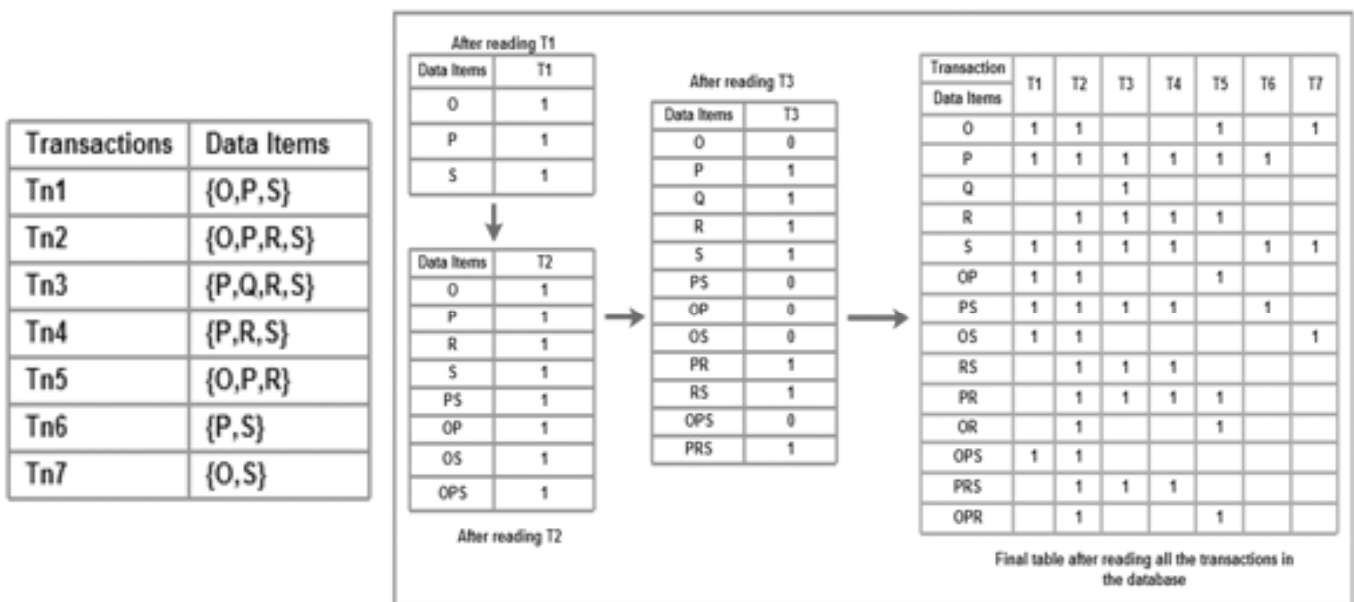 Transactions Data Items
Tn1 {O,P,S}
Tn2 {O,P,R,S}
Tn3 {P,Q,R,S}
Tn4 {P,R,S}
Tn5 {O,P,R}
Tn6 {P,S}
Tn7 {O,S}
After reading T1
Data Items T1
O 1
P 1
S 1
Data Items T2
O 1
P 1
R 1
S 1
PS 1
OP 1
OS 1
OPS 1
After reading T2
After reading T3
Data Items T3
O 0
P 1
Q 1
R 1
S 1
PS 0
OP 0
OS 0
PR 1
RS 1
OPS 0
PRS 1
Transaction T1 T2 T3 T4 T5 T6 T7
Data Items
O 1 1 1 1
P 1 1 1 1 1 1
Q 1
R 1 1 1 1
S 1 1 1 1 1 1
OP 1 1 1
PS 1 1 1 1 1
OS 1 1 1
RS 1 1 1
PR 1 1 1 1
OR 1 1
OPS 1 1
PRS 1 1 1
OPR 1 1
Final table after reading all the transactions in
the database